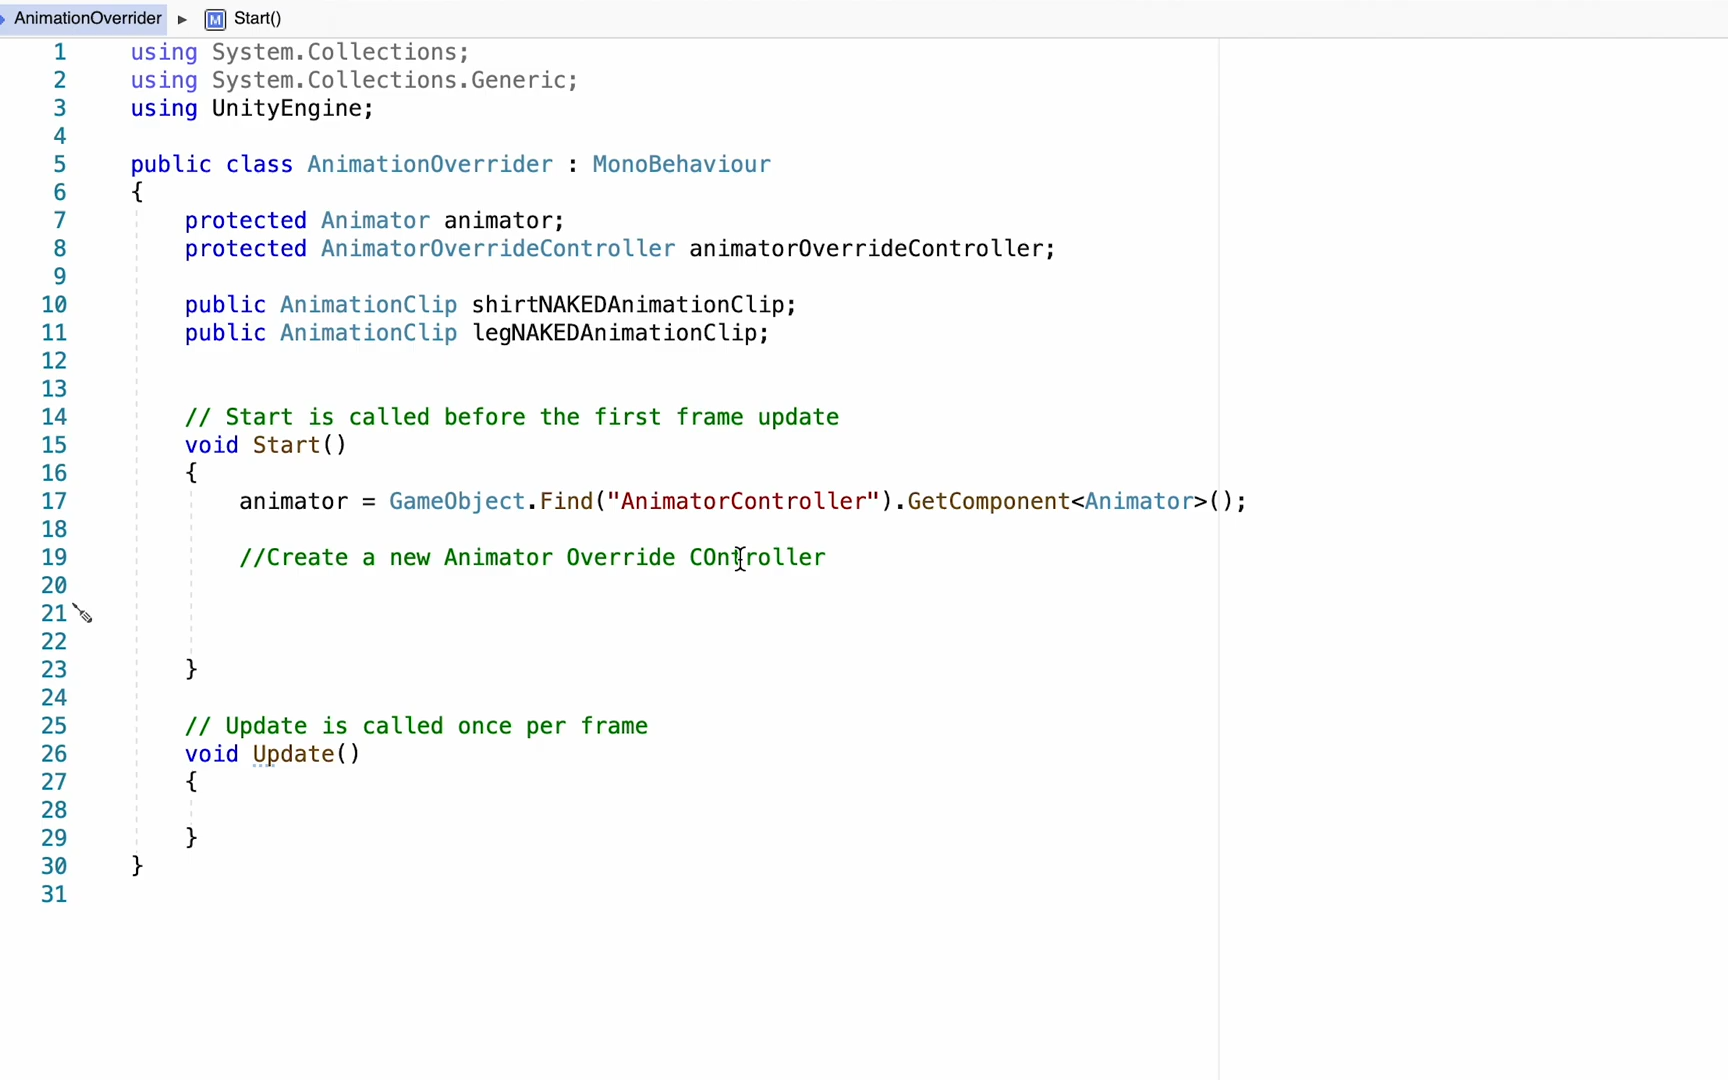 AnimationOverrider ▸ M Start()
1 using System.Collections;
2 using System.Collections.Generic;
3 using UnityEngine;
4
5 public class AnimationOverrider : MonoBehaviour
6 {
7 protected Animator animator;
8 protected AnimatorOverrideController animatorOverrideController;
9
10 public AnimationClip shirtNAKEDAnimationClip;
11 public AnimationClip legNAKEDAnimationClip;
12
13
14 // Start is called before the first frame update
15 void Start()
16 {
17 animator = GameObject.Find("AnimatorController").GetComponent<Animator>();
18
19 //Create a new Animator Override COntroller
20
21
22
23 }
24
25 // Update is called once per frame
26 void Update()
27 {
28
29 }
30 }
31